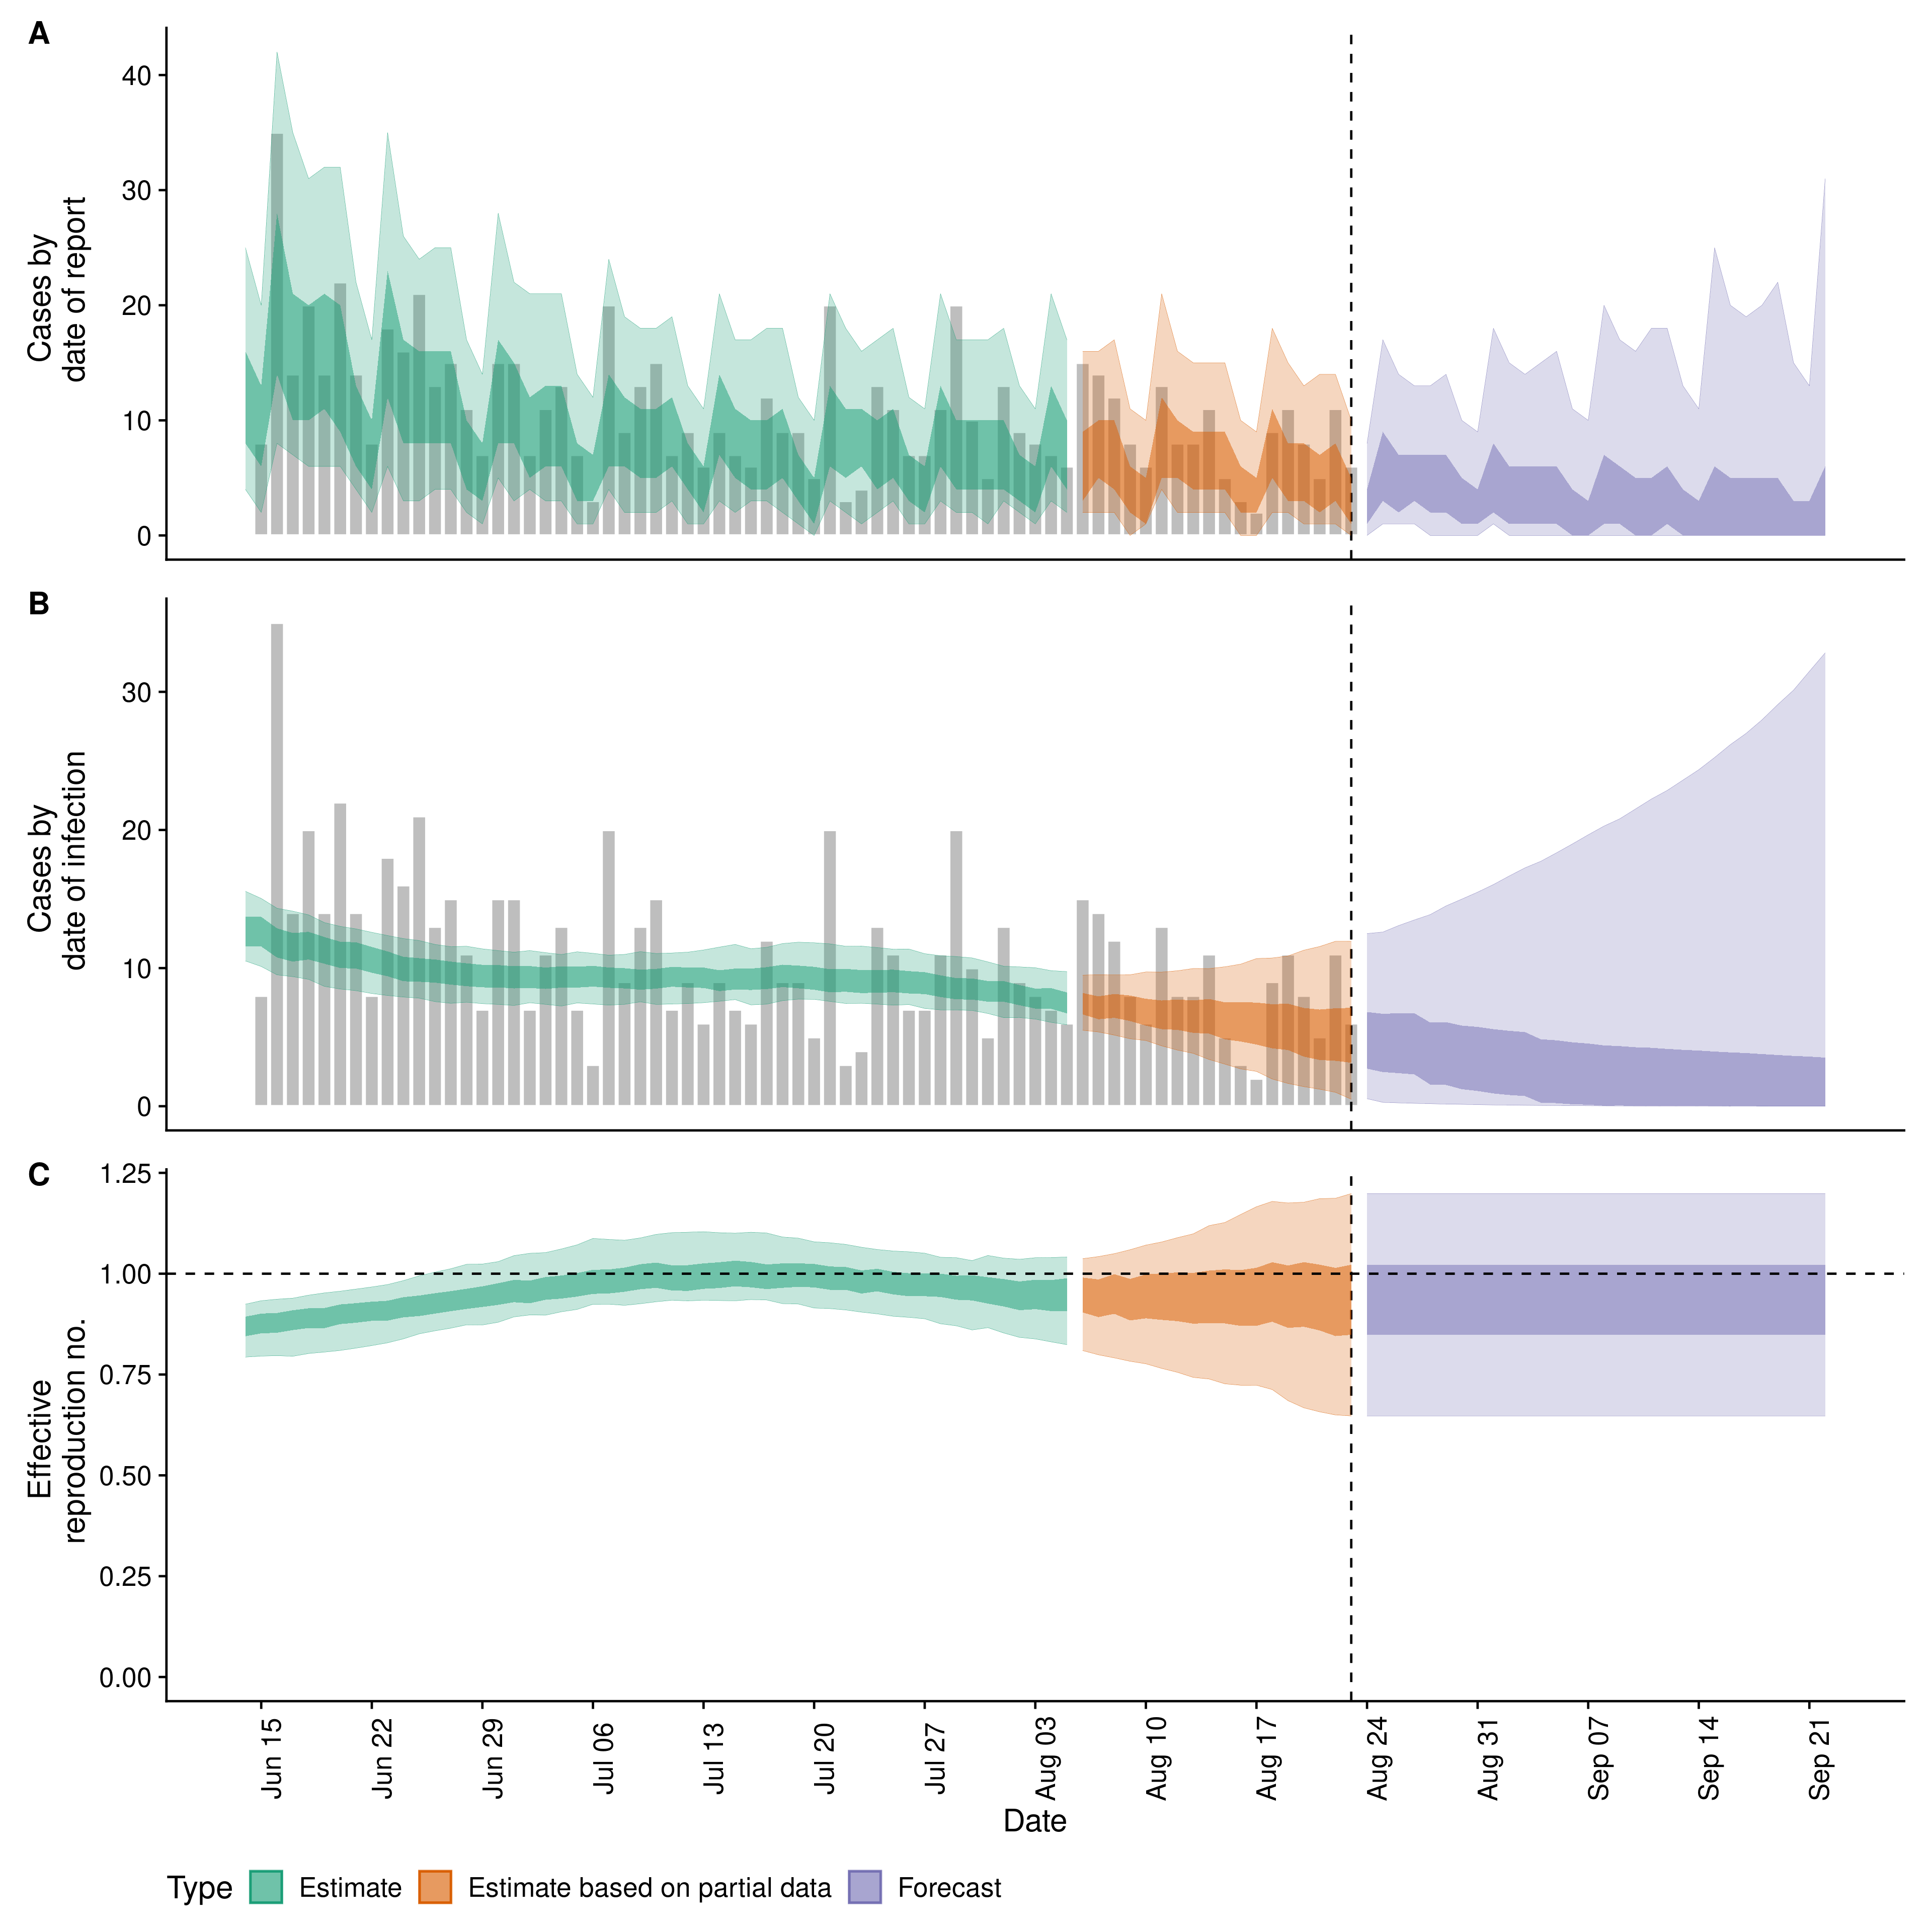 A
40
30
20
10
0
Cases by
date of report
B
30
20
10
0
Cases by
date of infection
C
1.25
1.00
0.75
0.50
0.25
0.00
Effective
reproduction no.
Jun 15
Jun 22
Jun 29
Jul 06
Jul 13
Jul 20
Jul 27
Aug 03
Aug 10
Aug 17
Aug 24
Aug 31
Sep 07
Sep 14
Sep 21
Date
Type Estimate Estimate based on partial data Forecast